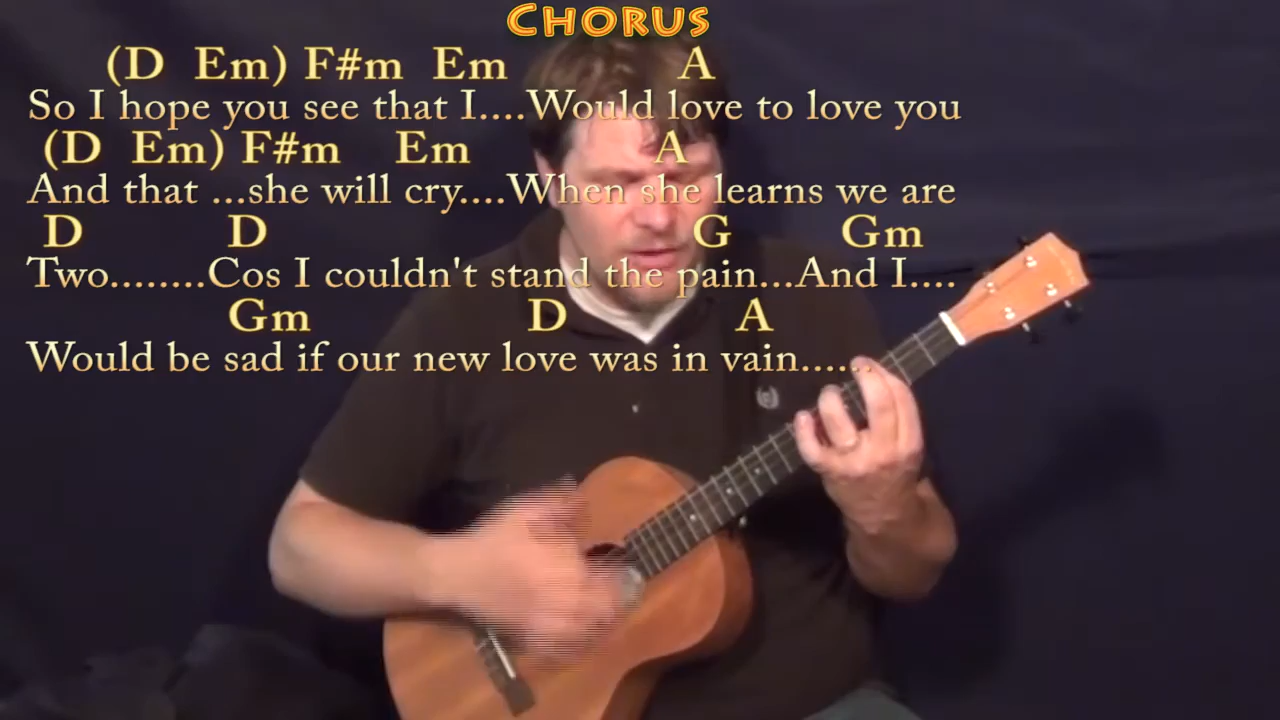 CHORUS
(D Em) F#m Em A
So I hope you see that I....Would love to love you
(D Em) F#m Em A
And that ...she will cry....When she learns we are
D D G Gm
Two........Cos I couldn't stand the pain...And I....
Gm D A
Would be sad if our new love was in vain......